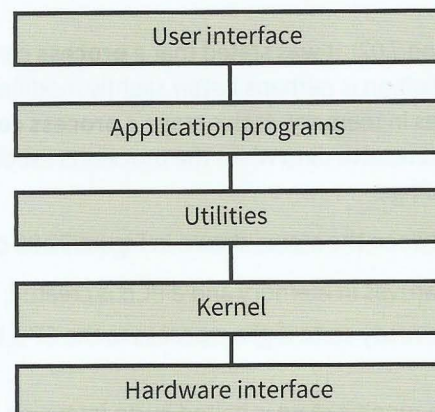 User interface
Application programs
Utilities
Kernel
Hardware interface